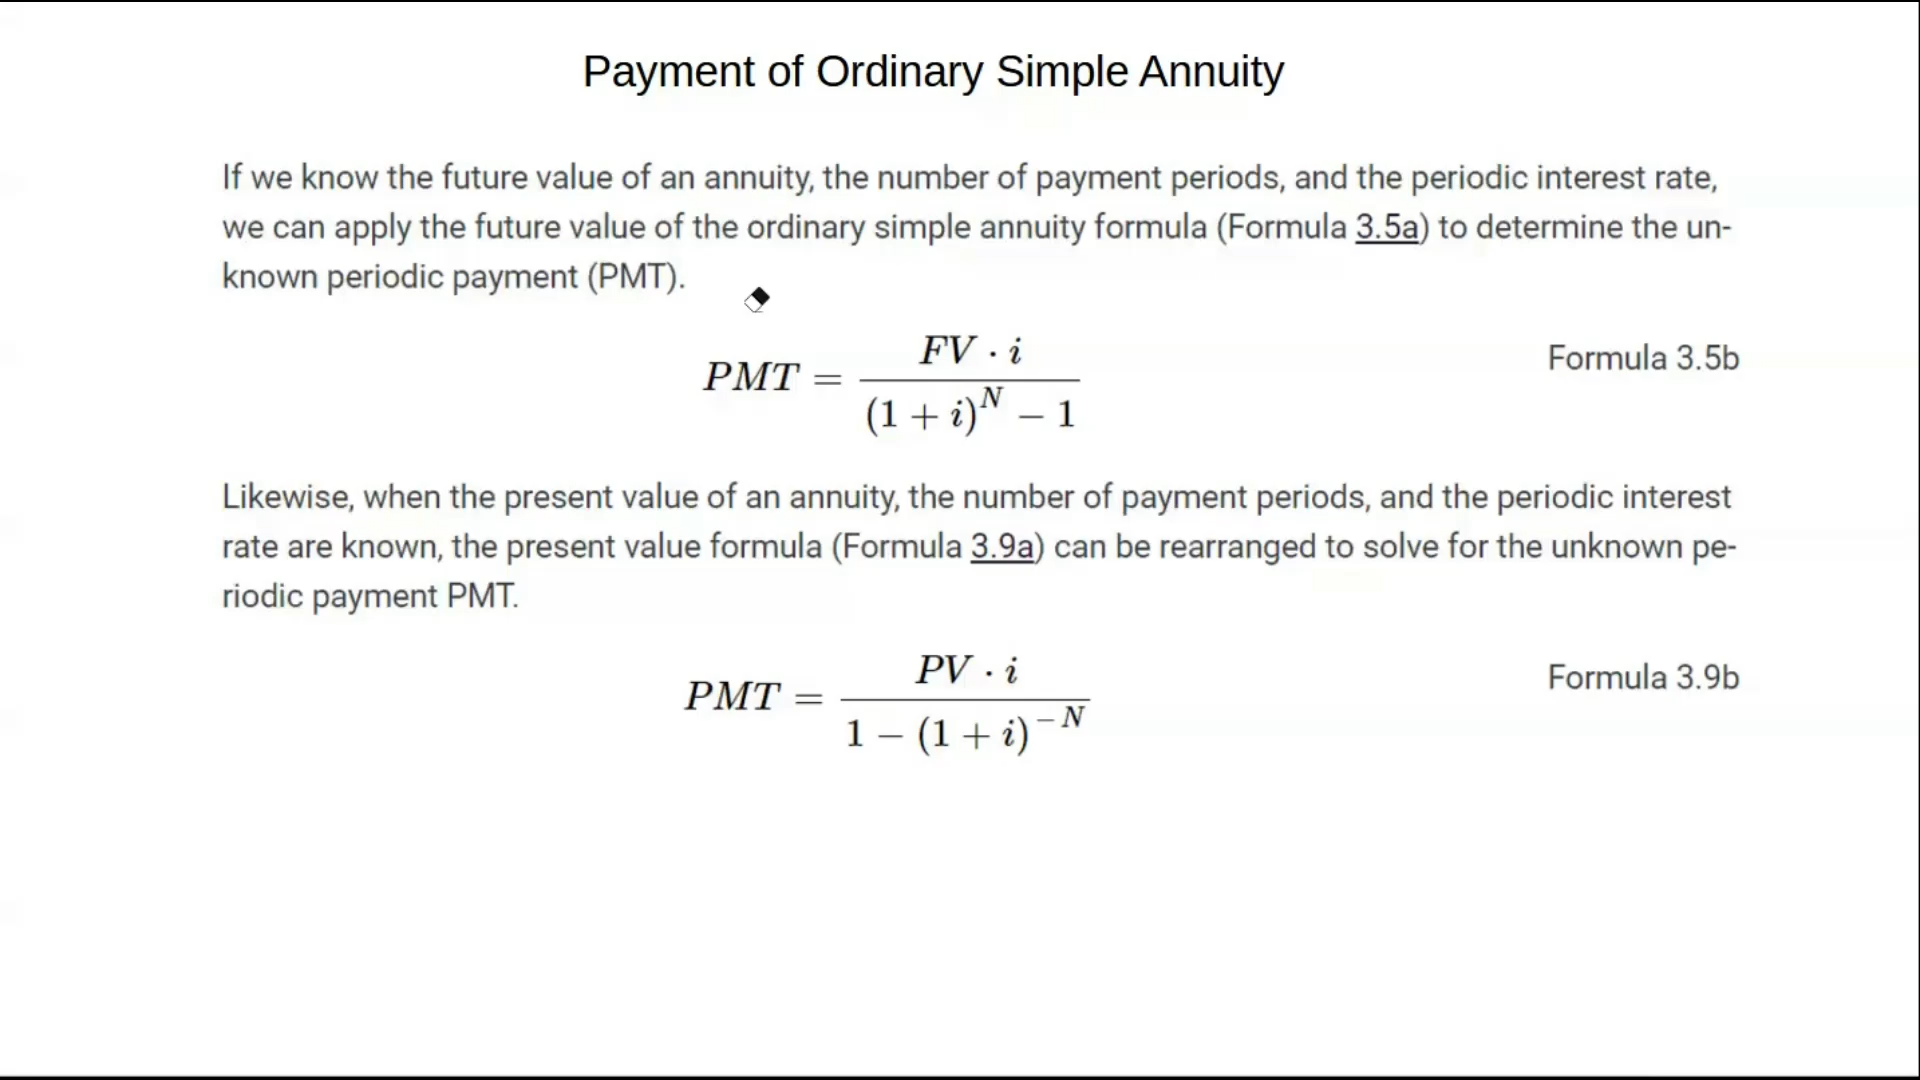 Payment of Ordinary Simple Annuity
If we know the future value of an annuity, the number of payment periods, and the periodic interest rate,
we can apply the future value of the ordinary simple annuity formula (Formula 3.5a) to determine the un-
known periodic payment (PMT).
PMT = \frac{FV · i}{(1 + i)^N − 1}
Formula 3.5b
Likewise, when the present value of an annuity, the number of payment periods, and the periodic interest
rate are known, the present value formula (Formula 3.9a) can be rearranged to solve for the unknown pe-
riodic payment PMT.
PMT = \frac{PV · i}{1 − (1 + i)^{−N}}
Formula 3.9b